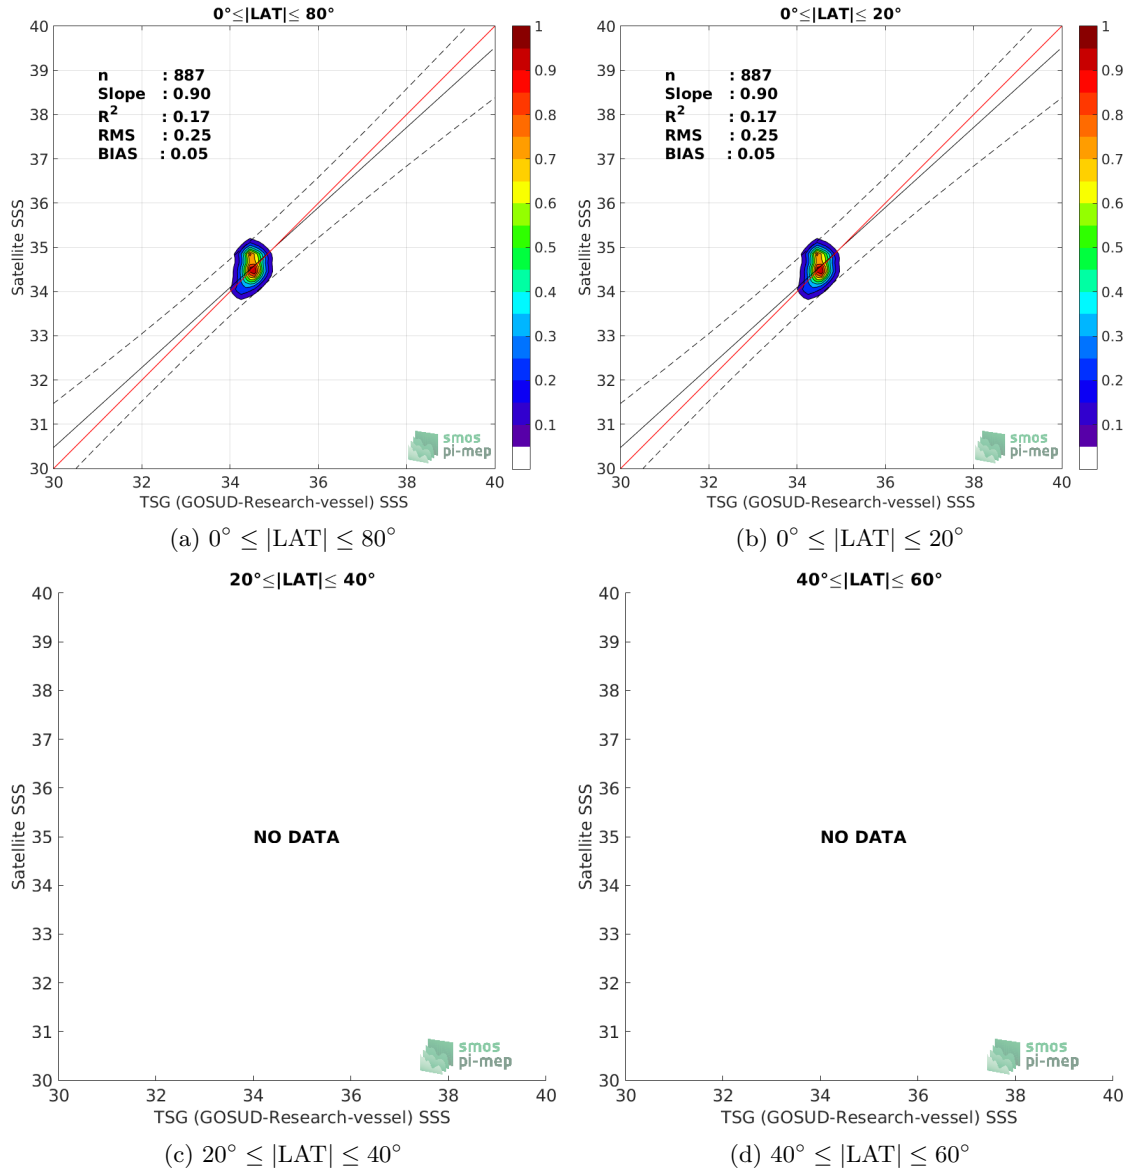 0°≤|LAT|≤ 80°
40
39
38
37
36
35
34
33
32
31
30
Satellite SSS
n : 887
Slope : 0.90
R² : 0.17
RMS : 0.25
BIAS : 0.05
1
0.9
0.8
0.7
0.6
0.5
0.4
0.3
0.2
0.1
smos
pi-mep
30 32 34 36 38 40
TSG (GOSUD-Research-vessel) SSS
(a) 0° ≤ |LAT| ≤ 80°
0°≤|LAT|≤ 20°
40
39
38
37
36
35
34
33
32
31
30
Satellite SSS
n : 887
Slope : 0.90
R² : 0.17
RMS : 0.25
BIAS : 0.05
1
0.9
0.8
0.7
0.6
0.5
0.4
0.3
0.2
0.1
smos
pi-mep
30 32 34 36 38 40
TSG (GOSUD-Research-vessel) SSS
(b) 0° ≤ |LAT| ≤ 20°
20°≤|LAT|≤ 40°
40
39
38
37
36
35
34
33
32
31
30
Satellite SSS
NO DATA
smos
pi-mep
30 32 34 36 38 40
TSG (GOSUD-Research-vessel) SSS
(c) 20° ≤ |LAT| ≤ 40°
40°≤|LAT|≤ 60°
40
39
38
37
36
35
34
33
32
31
30
Satellite SSS
NO DATA
smos
pi-mep
30 32 34 36 38 40
TSG (GOSUD-Research-vessel) SSS
(d) 40° ≤ |LAT| ≤ 60°